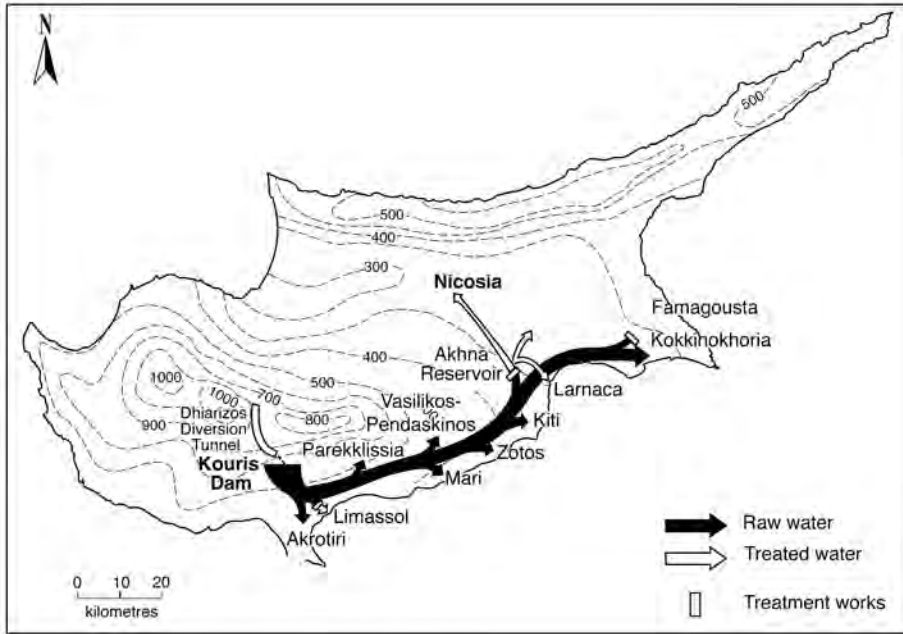 N
500
500
400
300
Nicosia
Famagousta
Kokkinokhoria
Akhna
Reservoir
Larnaca
400
500
1000
1000
700
800
900
Dhiarizos
Diversion
Tunnel
Vasilikos-
Pendaskinos
Kiti
Parekklissia
Zotos
Kouris
Dam
Mari
Limassol
Akrotiri
Raw water
Treated water
Treatment works
0 10 20
kilometres